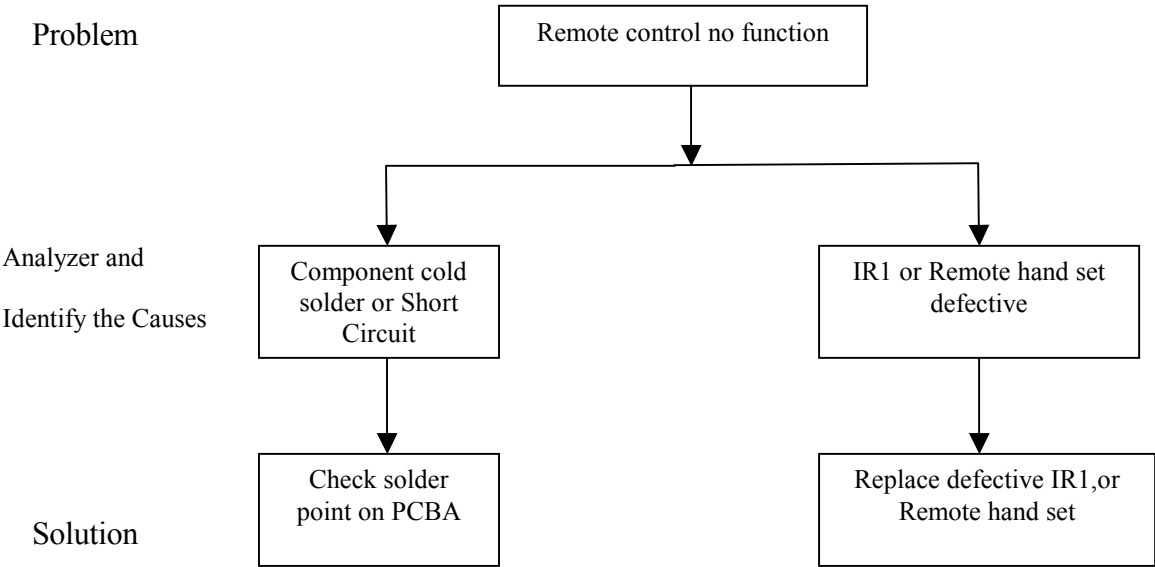 Problem
Remote control no function
Analyzer and
Identify the Causes
Component cold
solder or Short
Circuit
IR1 or Remote hand set
defective
Solution
Check solder
point on PCBA
Replace defective IR1,or
Remote hand set